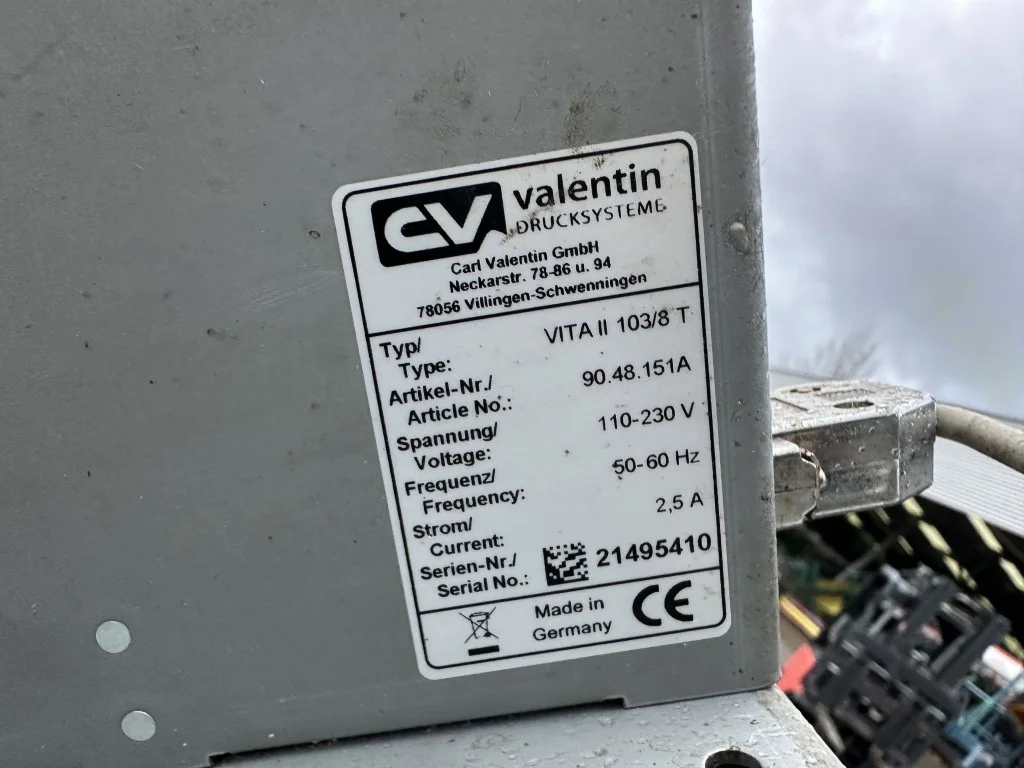 CV valentin
DRUCKSYSTEME
Carl Valentin GmbH
Neckarstr. 78-86 u. 94
78056 Villingen-Schwenningen
Typ/ VITA II 103/8 T
Type:
Artikel-Nr./ 90.48.151A
Article No.:
Spannung/ 110-230 V
Voltage:
Frequenz/ 50-60 Hz
Frequency:
Strom/ 2,5 A
Current:
Serien-Nr./ 21495410
Serial No.:
Made in CE
Germany